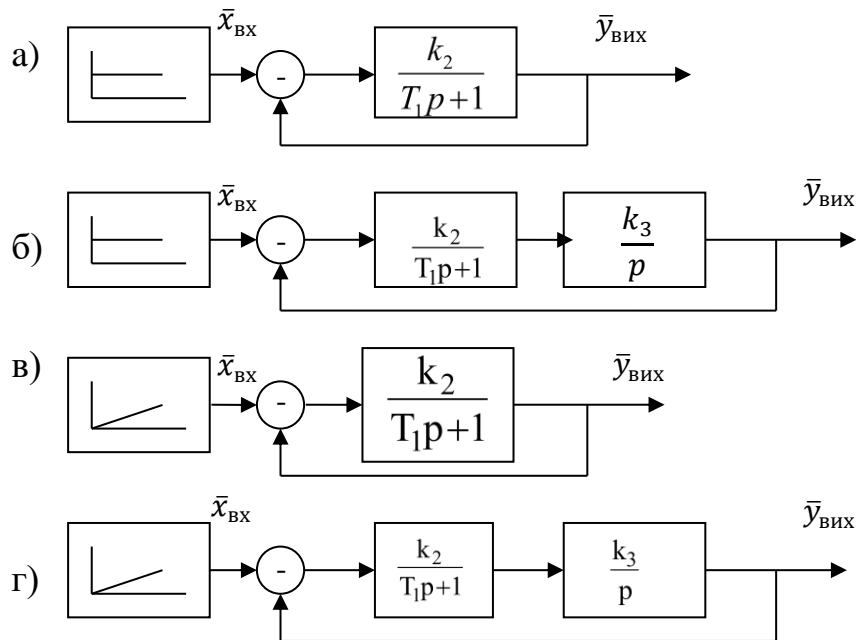 а)
x̄вх
-
k₂
T₁p+1
ȳвих
б)
x̄вх
-
k₂
T₁p+1
k₃
p
ȳвих
в)
x̄вх
-
k₂
T₁p+1
ȳвих
г)
x̄вх
-
k₂
T₁p+1
k₃
p
ȳвих